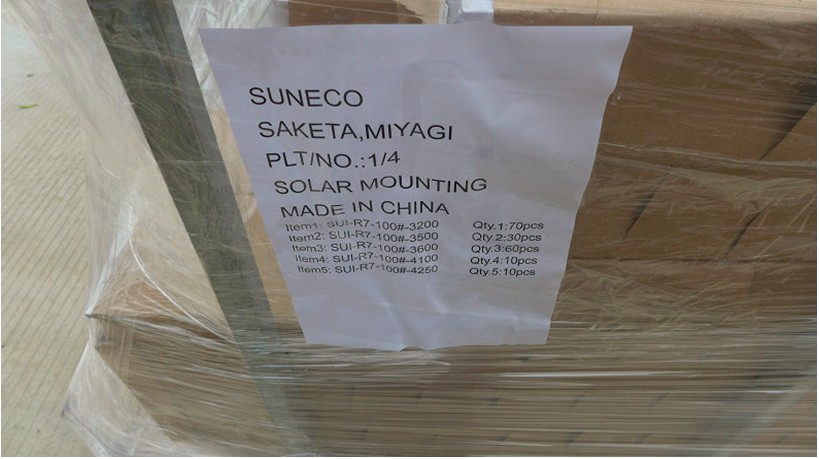 SUNECO
SAKETA,MIYAGI
PLT/NO.:1/4
SOLAR MOUNTING
MADE IN CHINA
Item1: SUI-R7-100#-3200 Qty.1:70pcs
Item2: SUI-R7-100#-3500 Qty.2:30pcs
Item3: SUI-R7-100#-3600 Qty.3:60pcs
Item4: SUI-R7-100#-4100 Qty.4:10pcs
Item5: SUI-R7-100#-4250 Qty.5:10pcs